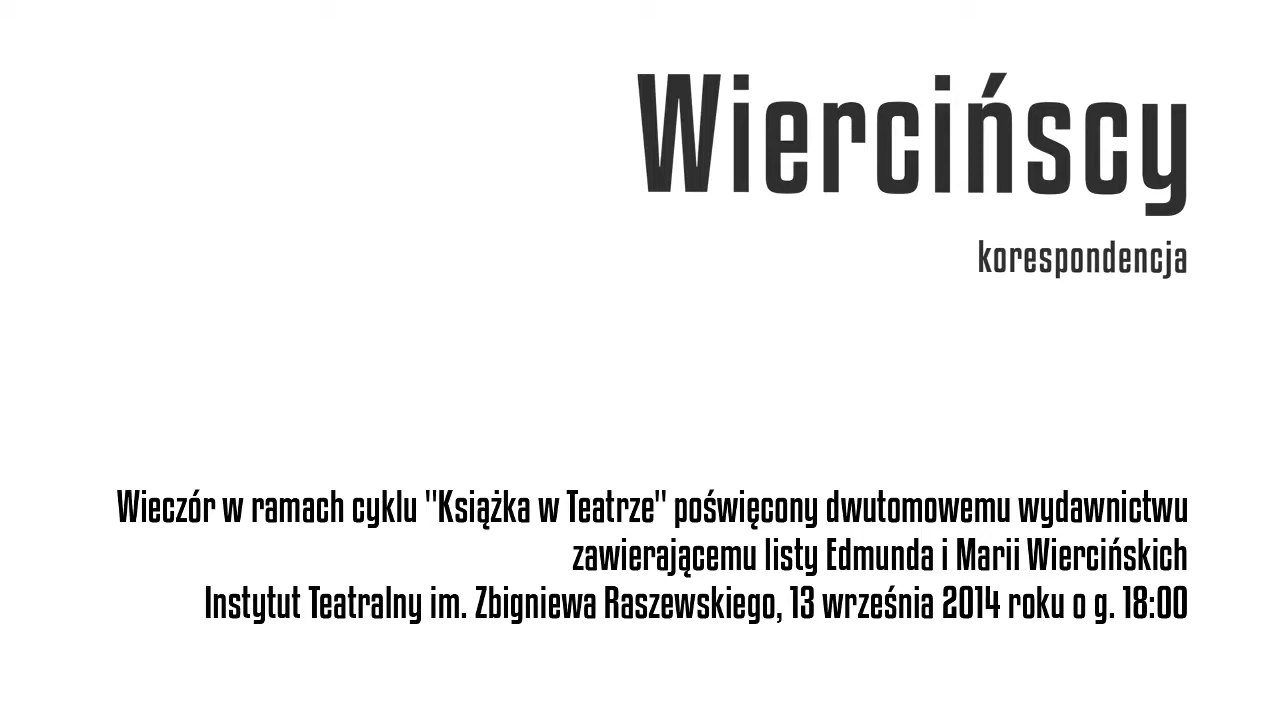 Wiercińscy
korespondencja
Wieczór w ramach cyklu "Książka w Teatrze" poświęcony dwutomowemu wydawnictwu
zawierającemu listy Edmunda i Marii Wiercińskich
Instytut Teatralny im. Zbigniewa Raszewskiego, 13 września 2014 roku o g. 18:00